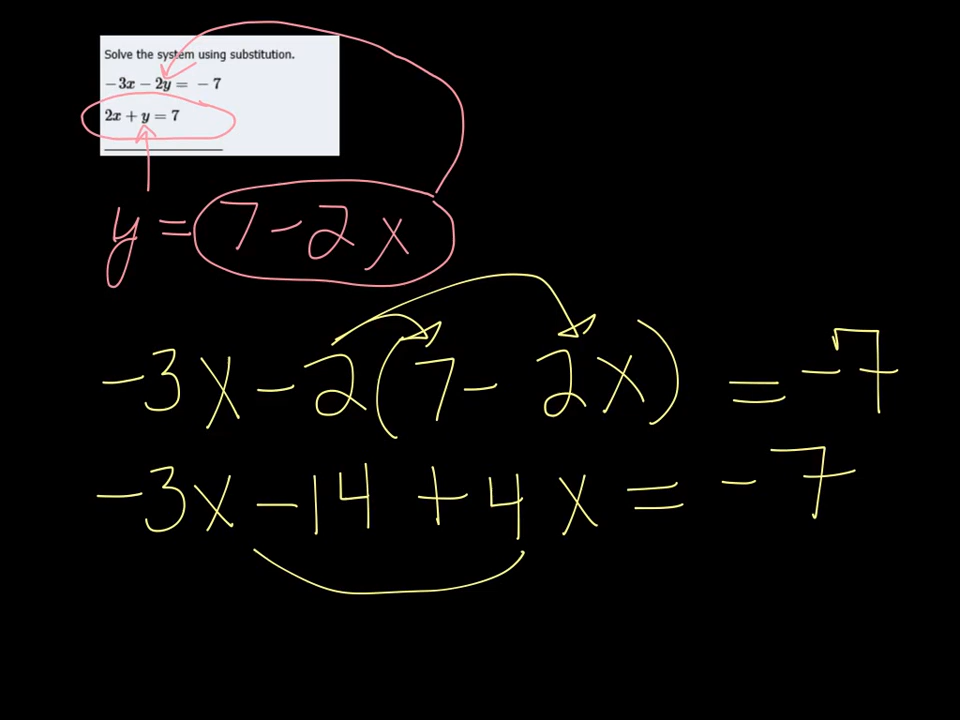 Solve the system using substitution.
-3x - 2y = -7
2x + y = 7
y = 7 - 2x
-3x - 2(7 - 2x) = -7
-3x - 14 + 4x = -7